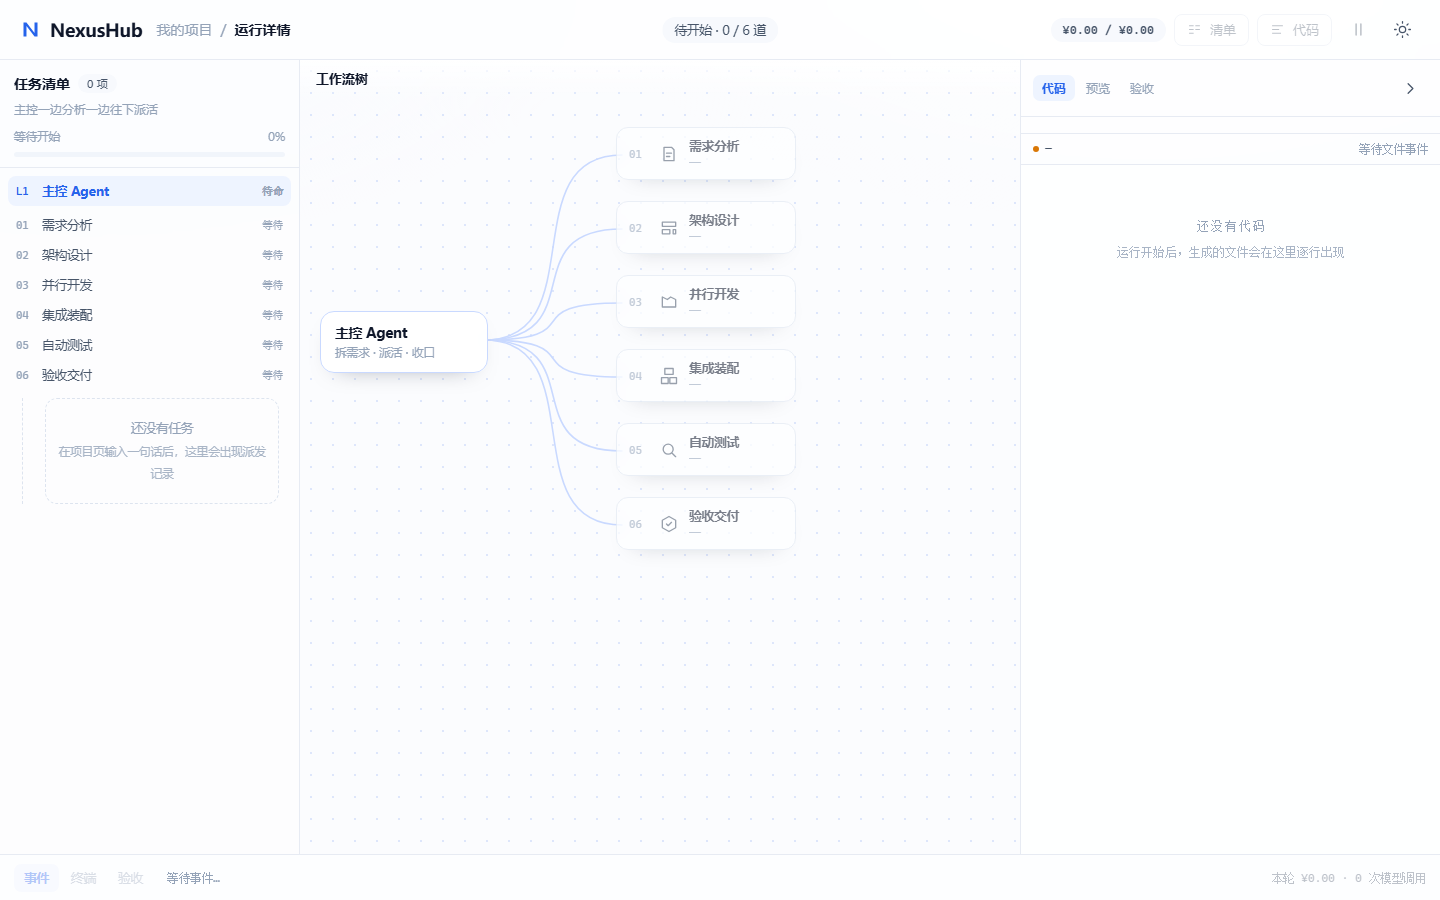 NexusHub 我的项目 / 运行详情
待开始 · 0 / 6 道
¥0.00 / ¥0.00 清单 代码
任务清单 0 项
主控一边分析一边往下派活
等待开始 0%
L1 主控 Agent 待命
01 需求分析 等待
02 架构设计 等待
03 并行开发 等待
04 集成装配 等待
05 自动测试 等待
06 验收交付 等待
还没有任务
在项目页输入一句话后，这里会出现派发
记录
工作流树
主控 Agent
拆需求 · 派活 · 收口
01 需求分析
—
02 架构设计
—
03 并行开发
—
04 集成装配
—
05 自动测试
—
06 验收交付
—
代码 预览 验收
— 等待文件事件
还没有代码
运行开始后，生成的文件会在这里逐行出现
事件 终端 验收 等待事件…
本轮 ¥0.00 · 0 次模型调用